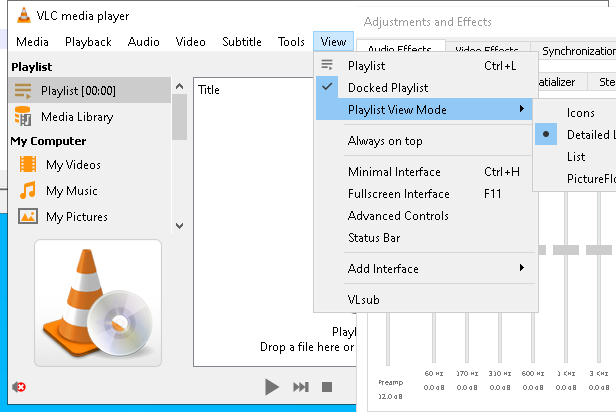 VLC media player
Adjustments and Effects
Media Playback Audio Video Subtitle Tools View
Audio Effects Video Effects Synchronization
Playlist
Playlist [00:00]
Media Library
My Computer
My Videos
My Music
My Pictures
Title
Playlist Ctrl+L
Docked Playlist
Playlist View Mode
Always on top
Minimal Interface Ctrl+H
Fullscreen Interface F11
Advanced Controls
Status Bar
Add Interface
VLsub
Icons
Detailed L
List
PictureFlo
atializer Ste
Playl
Drop a file here or
60 Hz 170 Hz 310 Hz 600 Hz 1 KHz 3 KHz
0.0 dB 0.0 dB 0.0 dB 0.0 dB 0.0 dB 0.0 dB
Preamp
12.0 dB